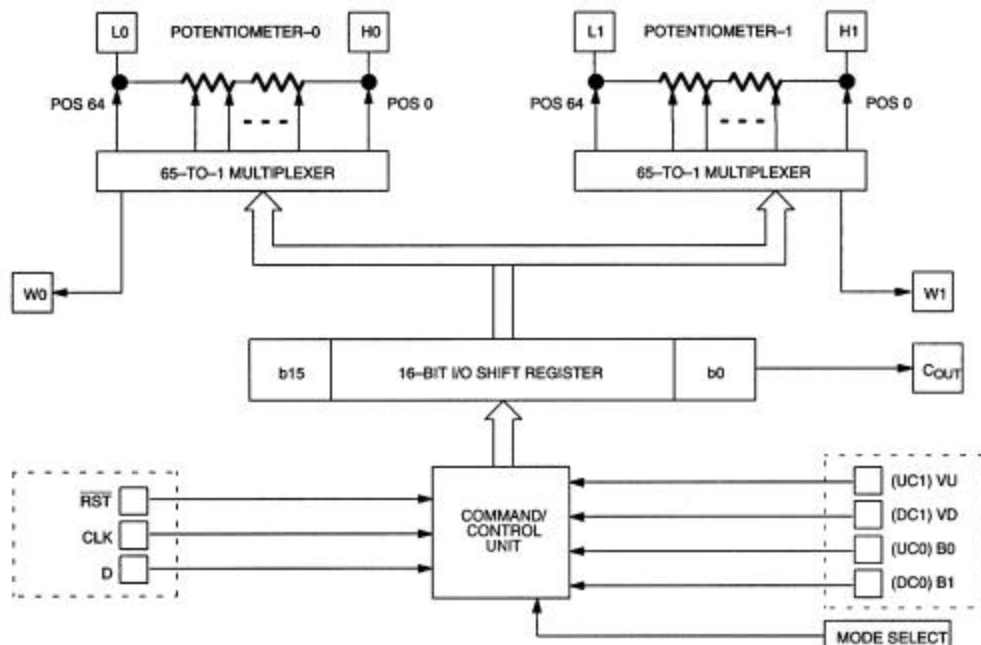 L0 POTENTIOMETER–0 H0 L1 POTENTIOMETER–1 H1
POS 64 POS 0 POS 64 POS 0
65–TO–1 MULTIPLEXER 65–TO–1 MULTIPLEXER
W0 W1
b15 16–BIT I/O SHIFT REGISTER b0 COUT
RST
CLK
D
COMMAND/
CONTROL
UNIT
(UC1) VU
(DC1) VD
(UC0) B0
(DC0) B1
MODE SELECT